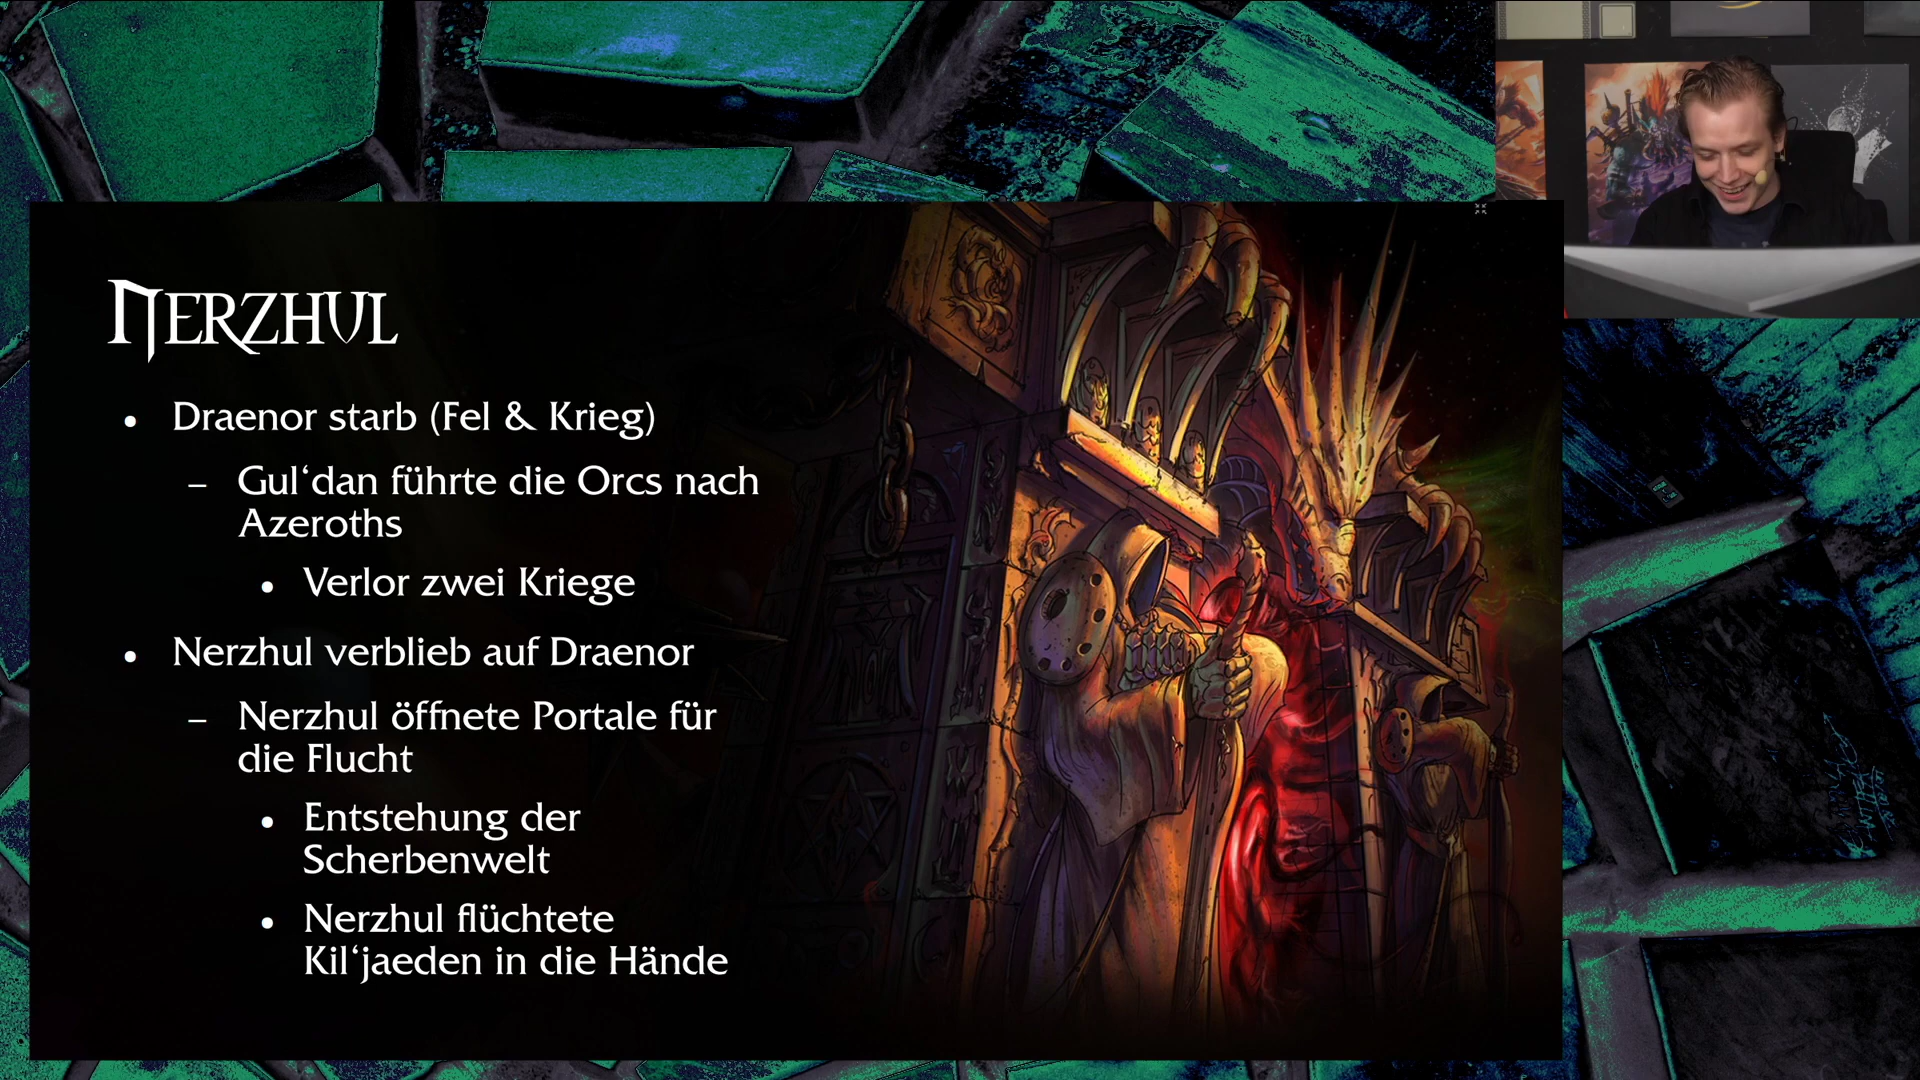 Nerzhul
• Draenor starb (Fel & Krieg)
– Gul‘dan führte die Orcs nach
Azeroths
• Verlor zwei Kriege
• Nerzhul verblieb auf Draenor
– Nerzhul öffnete Portale für
die Flucht
• Entstehung der
Scherbenwelt
• Nerzhul flüchtete
Kil‘jaeden in die Hände